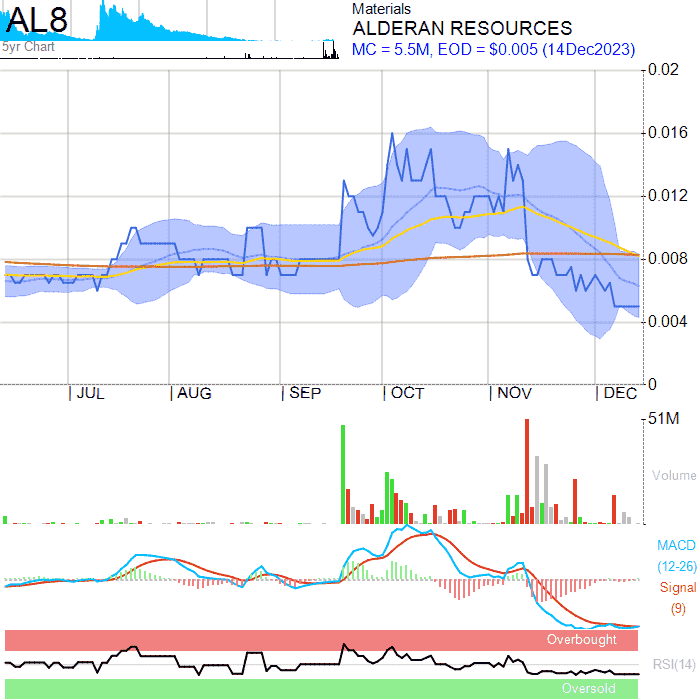 AL8
5yr Chart
Materials
ALDERAN RESOURCES
MC = 5.5M, EOD = $0.005 (14Dec2023)
0.02
0.016
0.012
0.008
0.004
0
JUL AUG SEP OCT NOV DEC
51M
Volume
MACD
(12-26)
Signal
(9)
Overbought
RSI(14)
Oversold